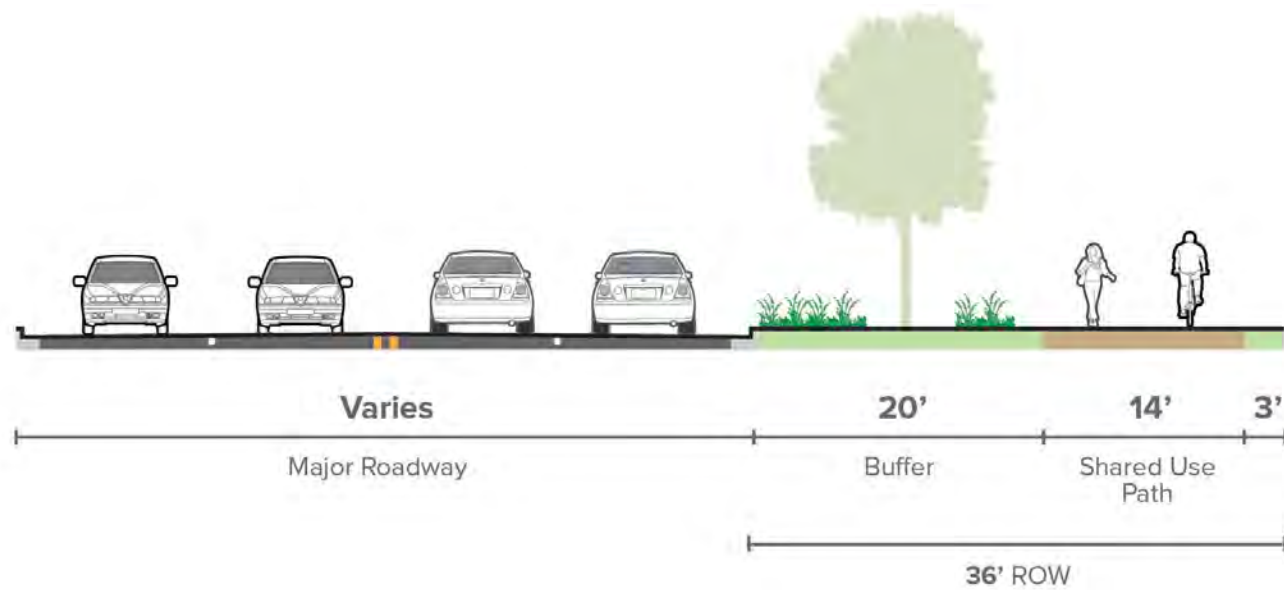 Varies
20’
14’
3’
Major Roadway
Buffer
Shared Use
Path
36’ ROW